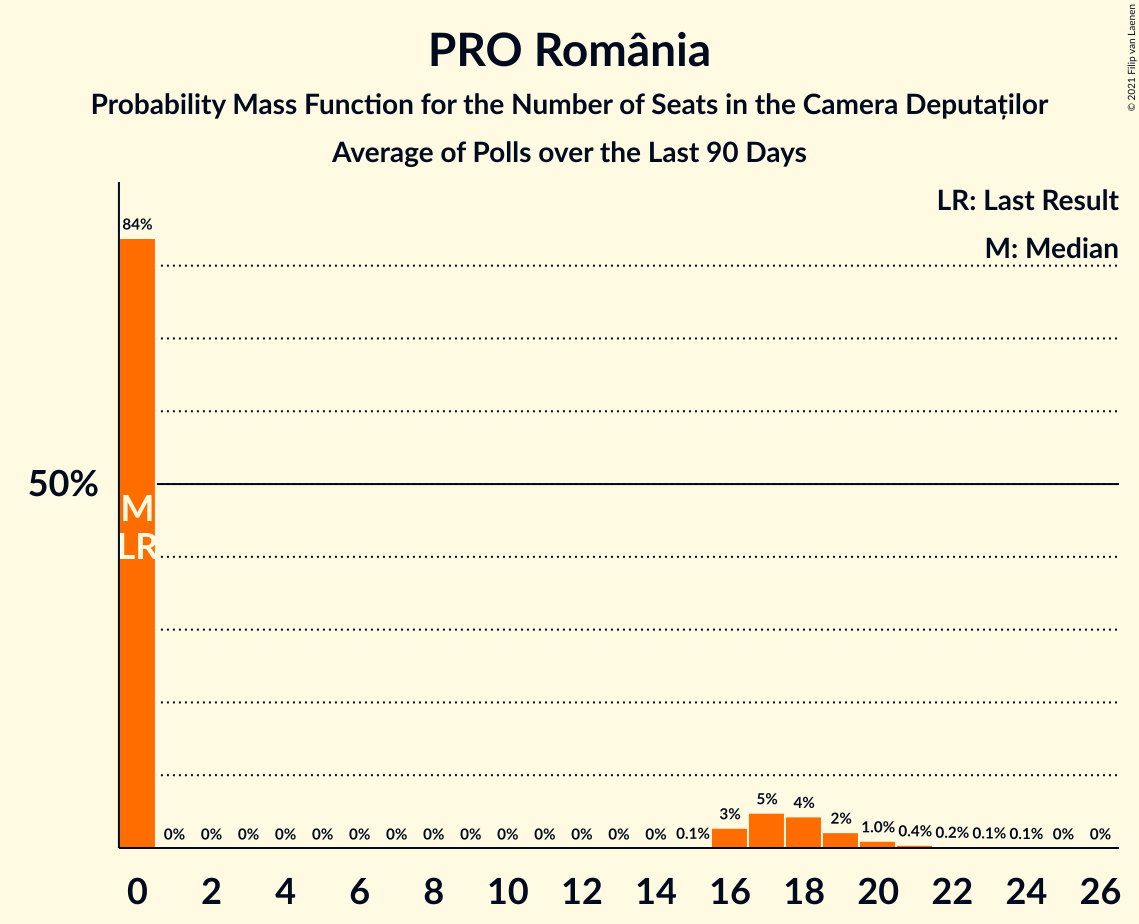 PRO România
Probability Mass Function for the Number of Seats in the Camera Deputaților
Average of Polls over the Last 90 Days
© 2021 Filip van Laenen
LR: Last Result
M: Median
84%
50%
M
LR
0% 0% 0% 0% 0% 0% 0% 0% 0% 0% 0% 0% 0% 0% 0.1% 3% 5% 4% 2% 1.0% 0.4% 0.2% 0.1% 0.1% 0% 0%
0 2 4 6 8 10 12 14 16 18 20 22 24 26